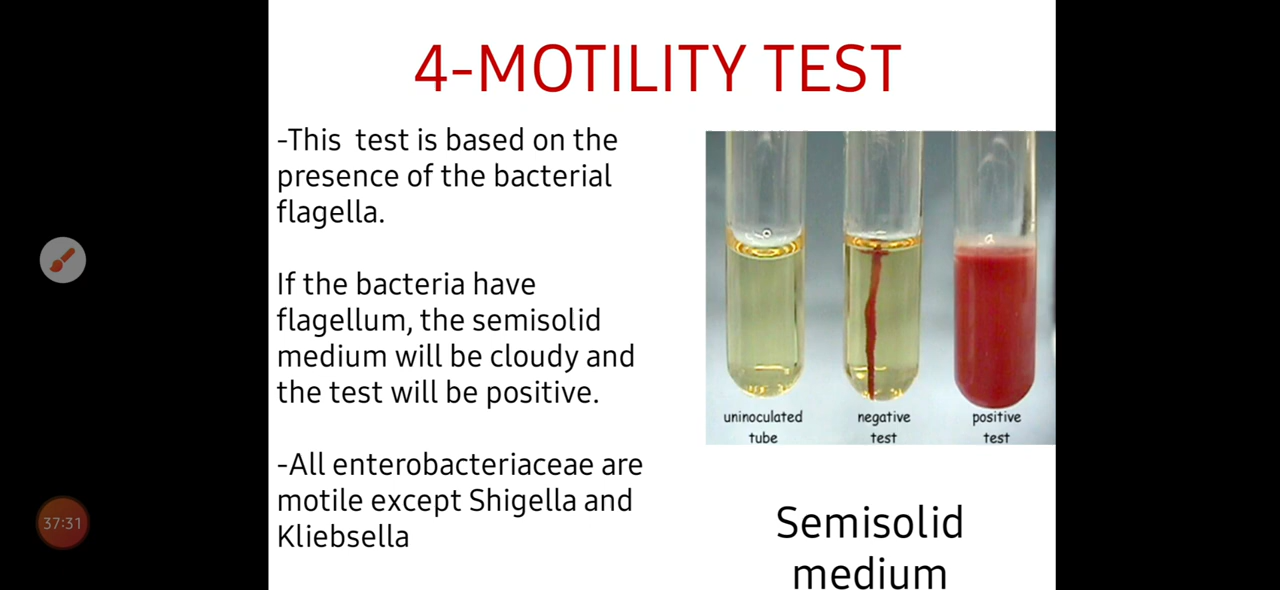 4-MOTILITY TEST
-This test is based on the
presence of the bacterial
flagella.
If the bacteria have
flagellum, the semisolid
medium will be cloudy and
the test will be positive.
-All enterobacteriaceae are
motile except Shigella and
Kliebsella
uninoculated
tube
negative
test
positive
test
Semisolid
medium
37:31